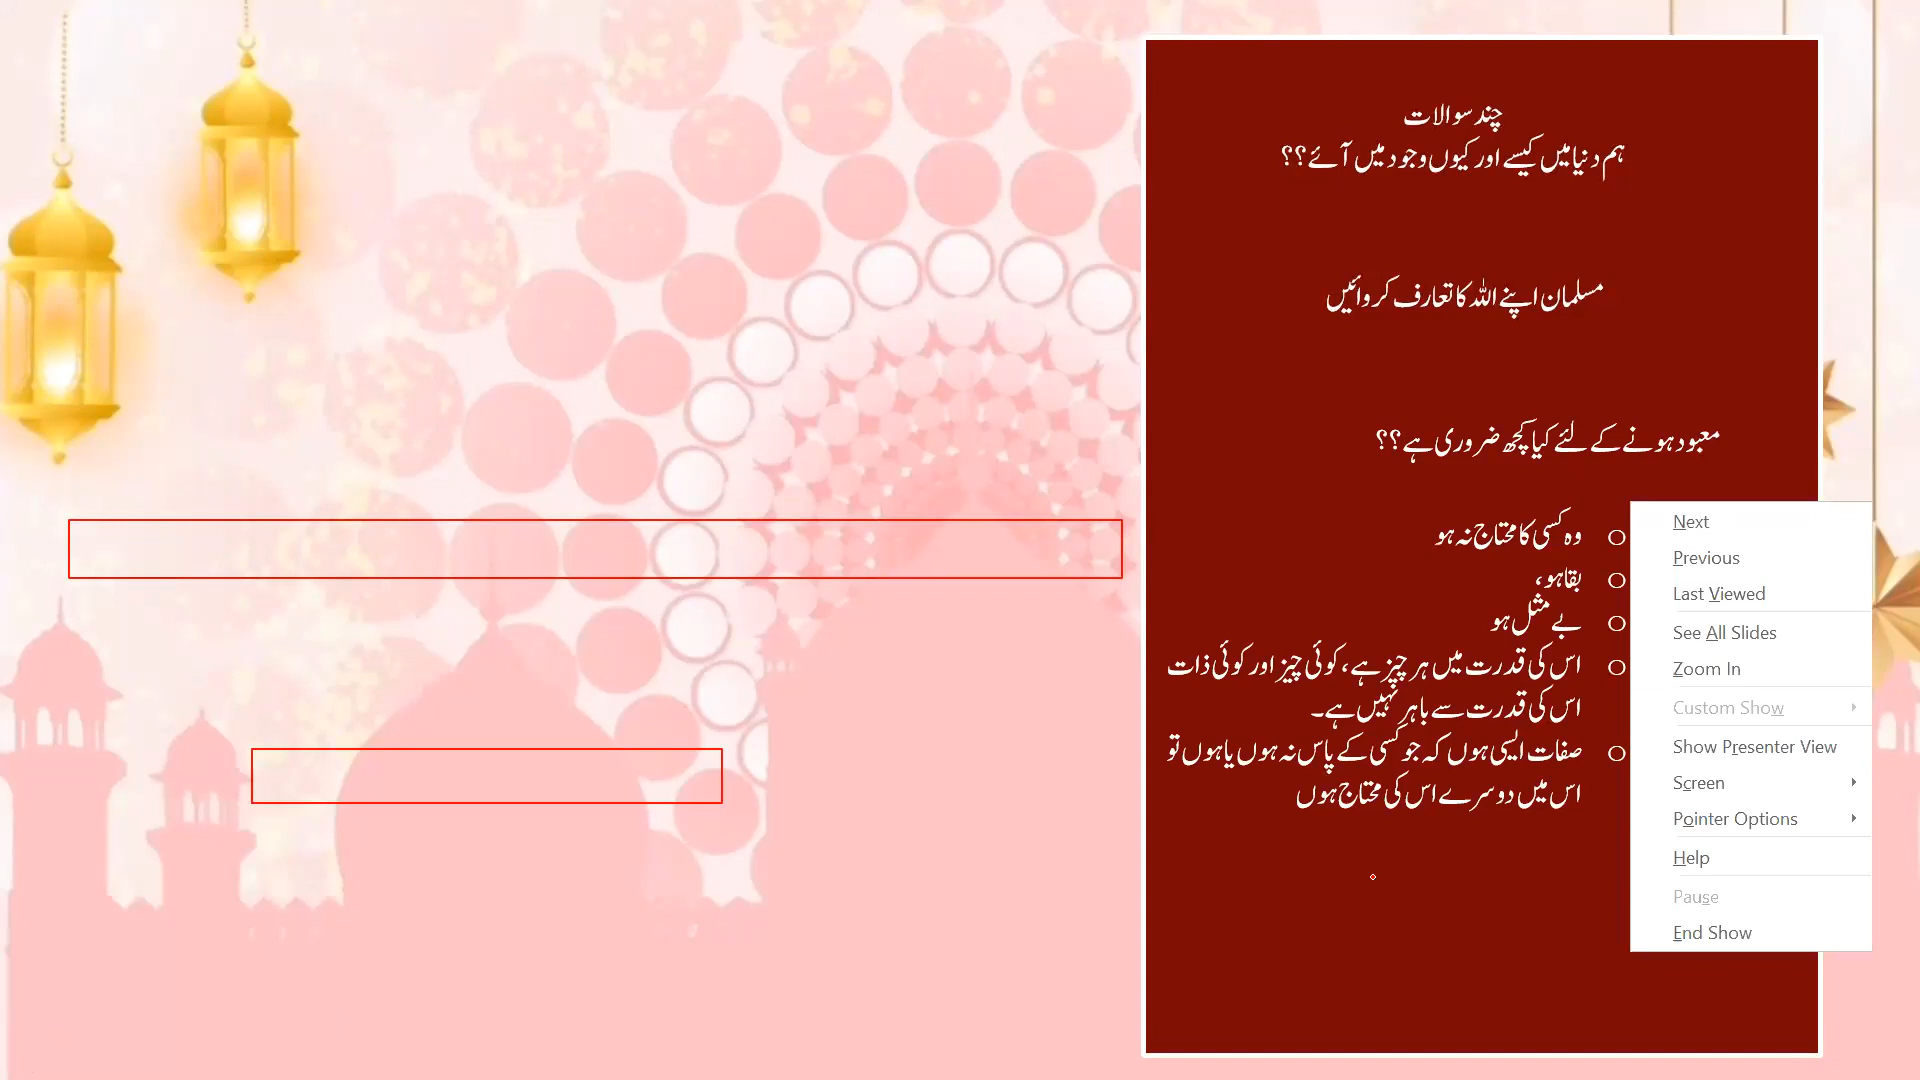 چند سوالات
ہم دنیا میں کیسے اور کیوں وجود میں آئے؟؟
مسلمان اپنے اللہ کا تعارف کروائیں
معبود ہونے کے لئے کیا کچھ ضروری ہے؟؟
وہ کسی کا محتاج نہ ہو
بقا ہو،
بے مثل ہو
اس کی قدرت میں ہر چیز ہے، کوئی چیز اور کوئی ذات
اس کی قدرت سے باہر نہیں ہے۔
صفات ایسی ہوں کہ جو کسی کے پاس نہ ہوں یا ہوں تو
اس میں دوسرے اس کی محتاج ہوں
Next
Previous
Last Viewed
See All Slides
Zoom In
Custom Show
Show Presenter View
Screen
Pointer Options
Help
Pause
End Show